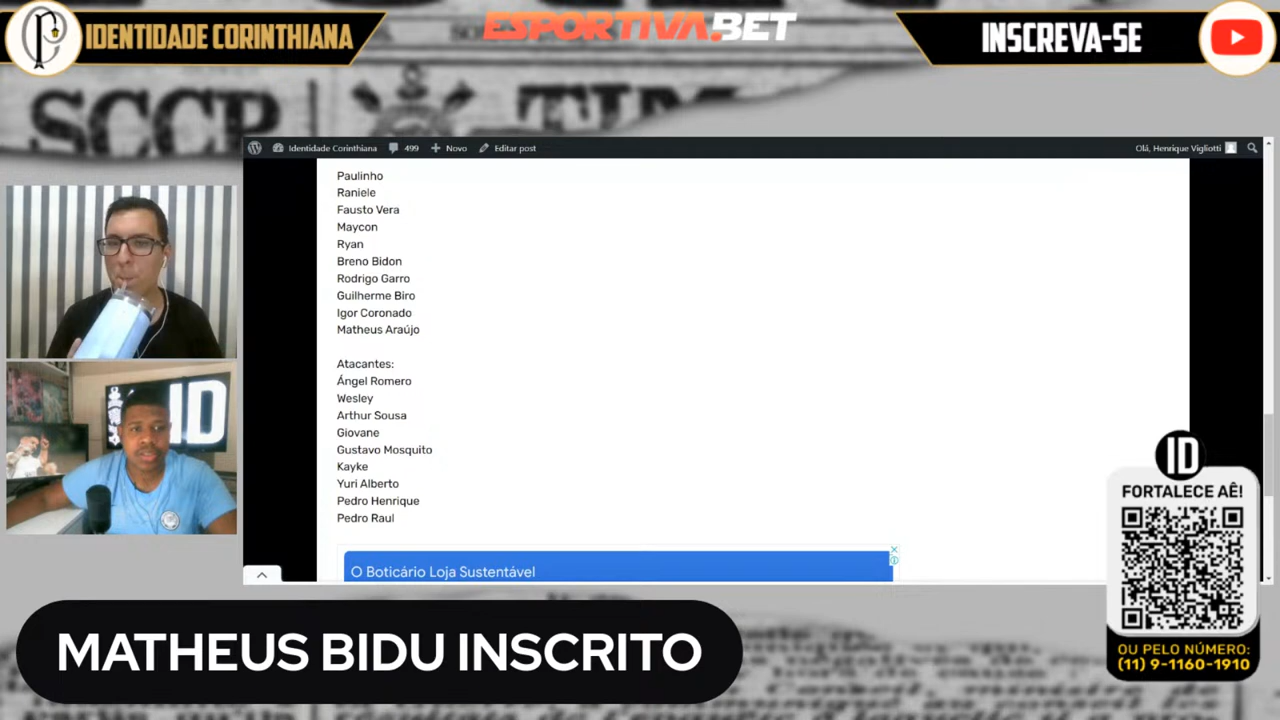 IDENTIDADE CORINTHIANA
ESPORTIVA.BET
INSCREVA-SE
SCCP
TIM
Identidade Corinthiana
499
Novo
Editar post
Olá, Henrique Vigliotti
Paulinho
Raniele
Fausto Vera
Maycon
Ryan
Breno Bidon
Rodrigo Garro
Guilherme Biro
Igor Coronado
Matheus Araújo
Atacantes:
Ángel Romero
Wesley
Arthur Sousa
Giovane
Gustavo Mosquito
Kayke
Yuri Alberto
Pedro Henrique
Pedro Raul
O Boticário Loja Sustentável
ID
ID
FORTALECE AÊ!
OU PELO NÚMERO:
(11) 9-1160-1910
MATHEUS BIDU INSCRITO